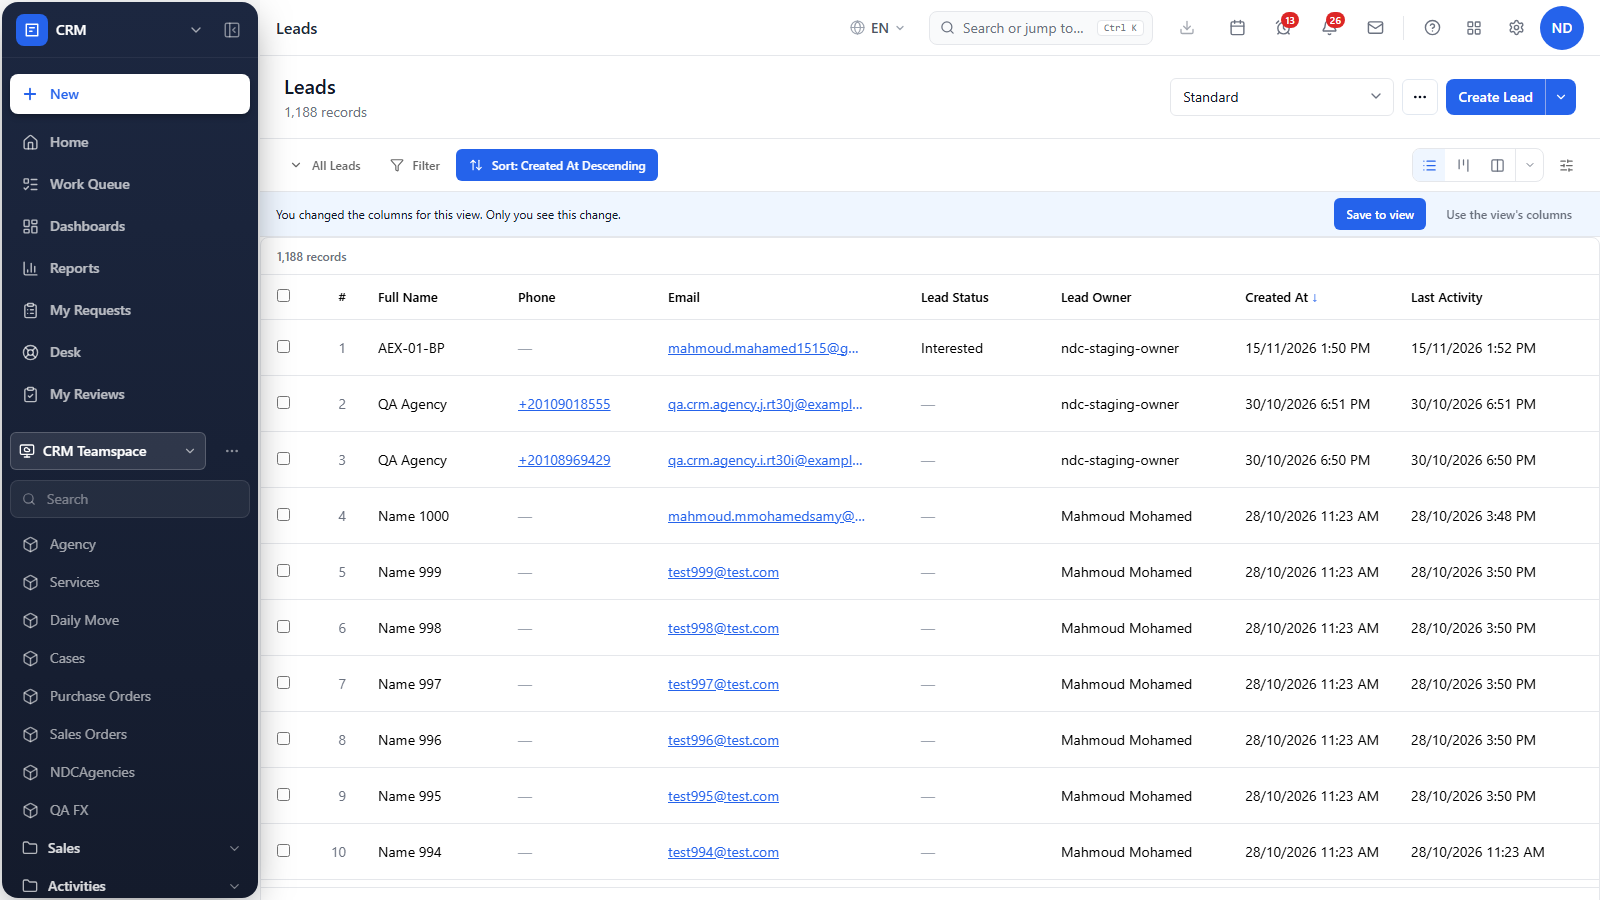 CRM
Leads
EN
Search or jump to...
Ctrl K
13
26
ND
New
Home
Work Queue
Dashboards
Reports
My Requests
Desk
My Reviews
CRM Teamspace
Search
Agency
Services
Daily Move
Cases
Purchase Orders
Sales Orders
NDCAgencies
QA FX
Sales
Activities
Leads
1,188 records
Standard
Create Lead
All Leads
Filter
Sort: Created At Descending
You changed the columns for this view. Only you see this change.
Save to view
Use the view's columns
1,188 records
# Full Name Phone Email Lead Status Lead Owner Created At ↓ Last Activity
1 AEX-01-BP — mahmoud.mahamed1515@g... Interested ndc-staging-owner 15/11/2026 1:50 PM 15/11/2026 1:52 PM
2 QA Agency +20109018555 qa.crm.agency.j.rt30j@exampl... — ndc-staging-owner 30/10/2026 6:51 PM 30/10/2026 6:51 PM
3 QA Agency +20108969429 qa.crm.agency.i.rt30i@exampl... — ndc-staging-owner 30/10/2026 6:50 PM 30/10/2026 6:50 PM
4 Name 1000 — mahmoud.mmohamedsamy@... — Mahmoud Mohamed 28/10/2026 11:23 AM 28/10/2026 3:48 PM
5 Name 999 — test999@test.com — Mahmoud Mohamed 28/10/2026 11:23 AM 28/10/2026 3:50 PM
6 Name 998 — test998@test.com — Mahmoud Mohamed 28/10/2026 11:23 AM 28/10/2026 3:50 PM
7 Name 997 — test997@test.com — Mahmoud Mohamed 28/10/2026 11:23 AM 28/10/2026 3:50 PM
8 Name 996 — test996@test.com — Mahmoud Mohamed 28/10/2026 11:23 AM 28/10/2026 3:50 PM
9 Name 995 — test995@test.com — Mahmoud Mohamed 28/10/2026 11:23 AM 28/10/2026 3:50 PM
10 Name 994 — test994@test.com — Mahmoud Mohamed 28/10/2026 11:23 AM 28/10/2026 11:23 AM